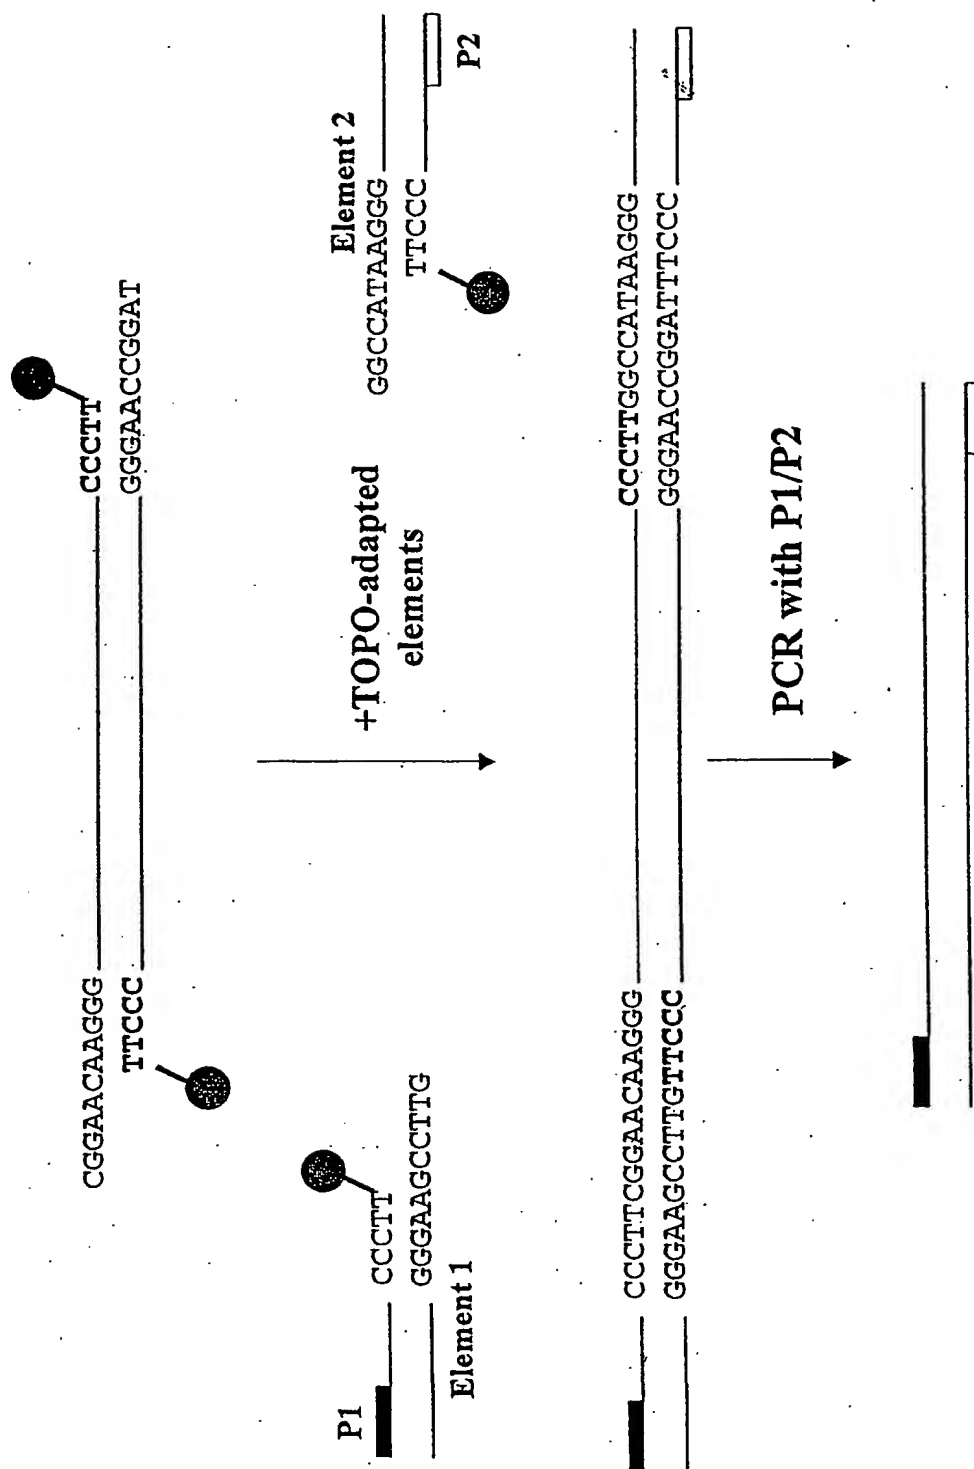 CGGAACAAGGG
CCCTT
TTCCC
GGGAACCGGAT
P1
CCCTT
GGGAAGCCTTG
Element 1
+TOPO-adapted
elements
Element 2
GGCCATAAGGG
TTCCC
P2
CCCTTCGGAACAAGGG
CCCTTGGCCATAAGGG
GGGAAGCCTTGTTCCC
GGGAACCGGATTTCCC
PCR with P1/P2